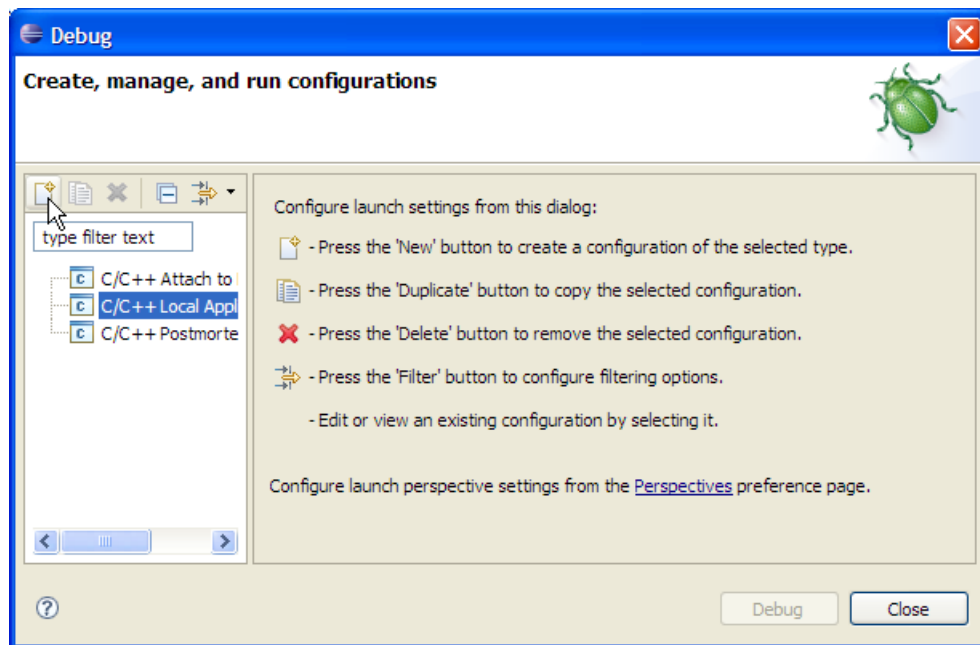 Debug
Create, manage, and run configurations
type filter text
C/C++ Attach to
C/C++ Local Appl
C/C++ Postmorte
Configure launch settings from this dialog:
- Press the 'New' button to create a configuration of the selected type.
- Press the 'Duplicate' button to copy the selected configuration.
- Press the 'Delete' button to remove the selected configuration.
- Press the 'Filter' button to configure filtering options.
- Edit or view an existing configuration by selecting it.
Configure launch perspective settings from the Perspectives preference page.
Debug
Close